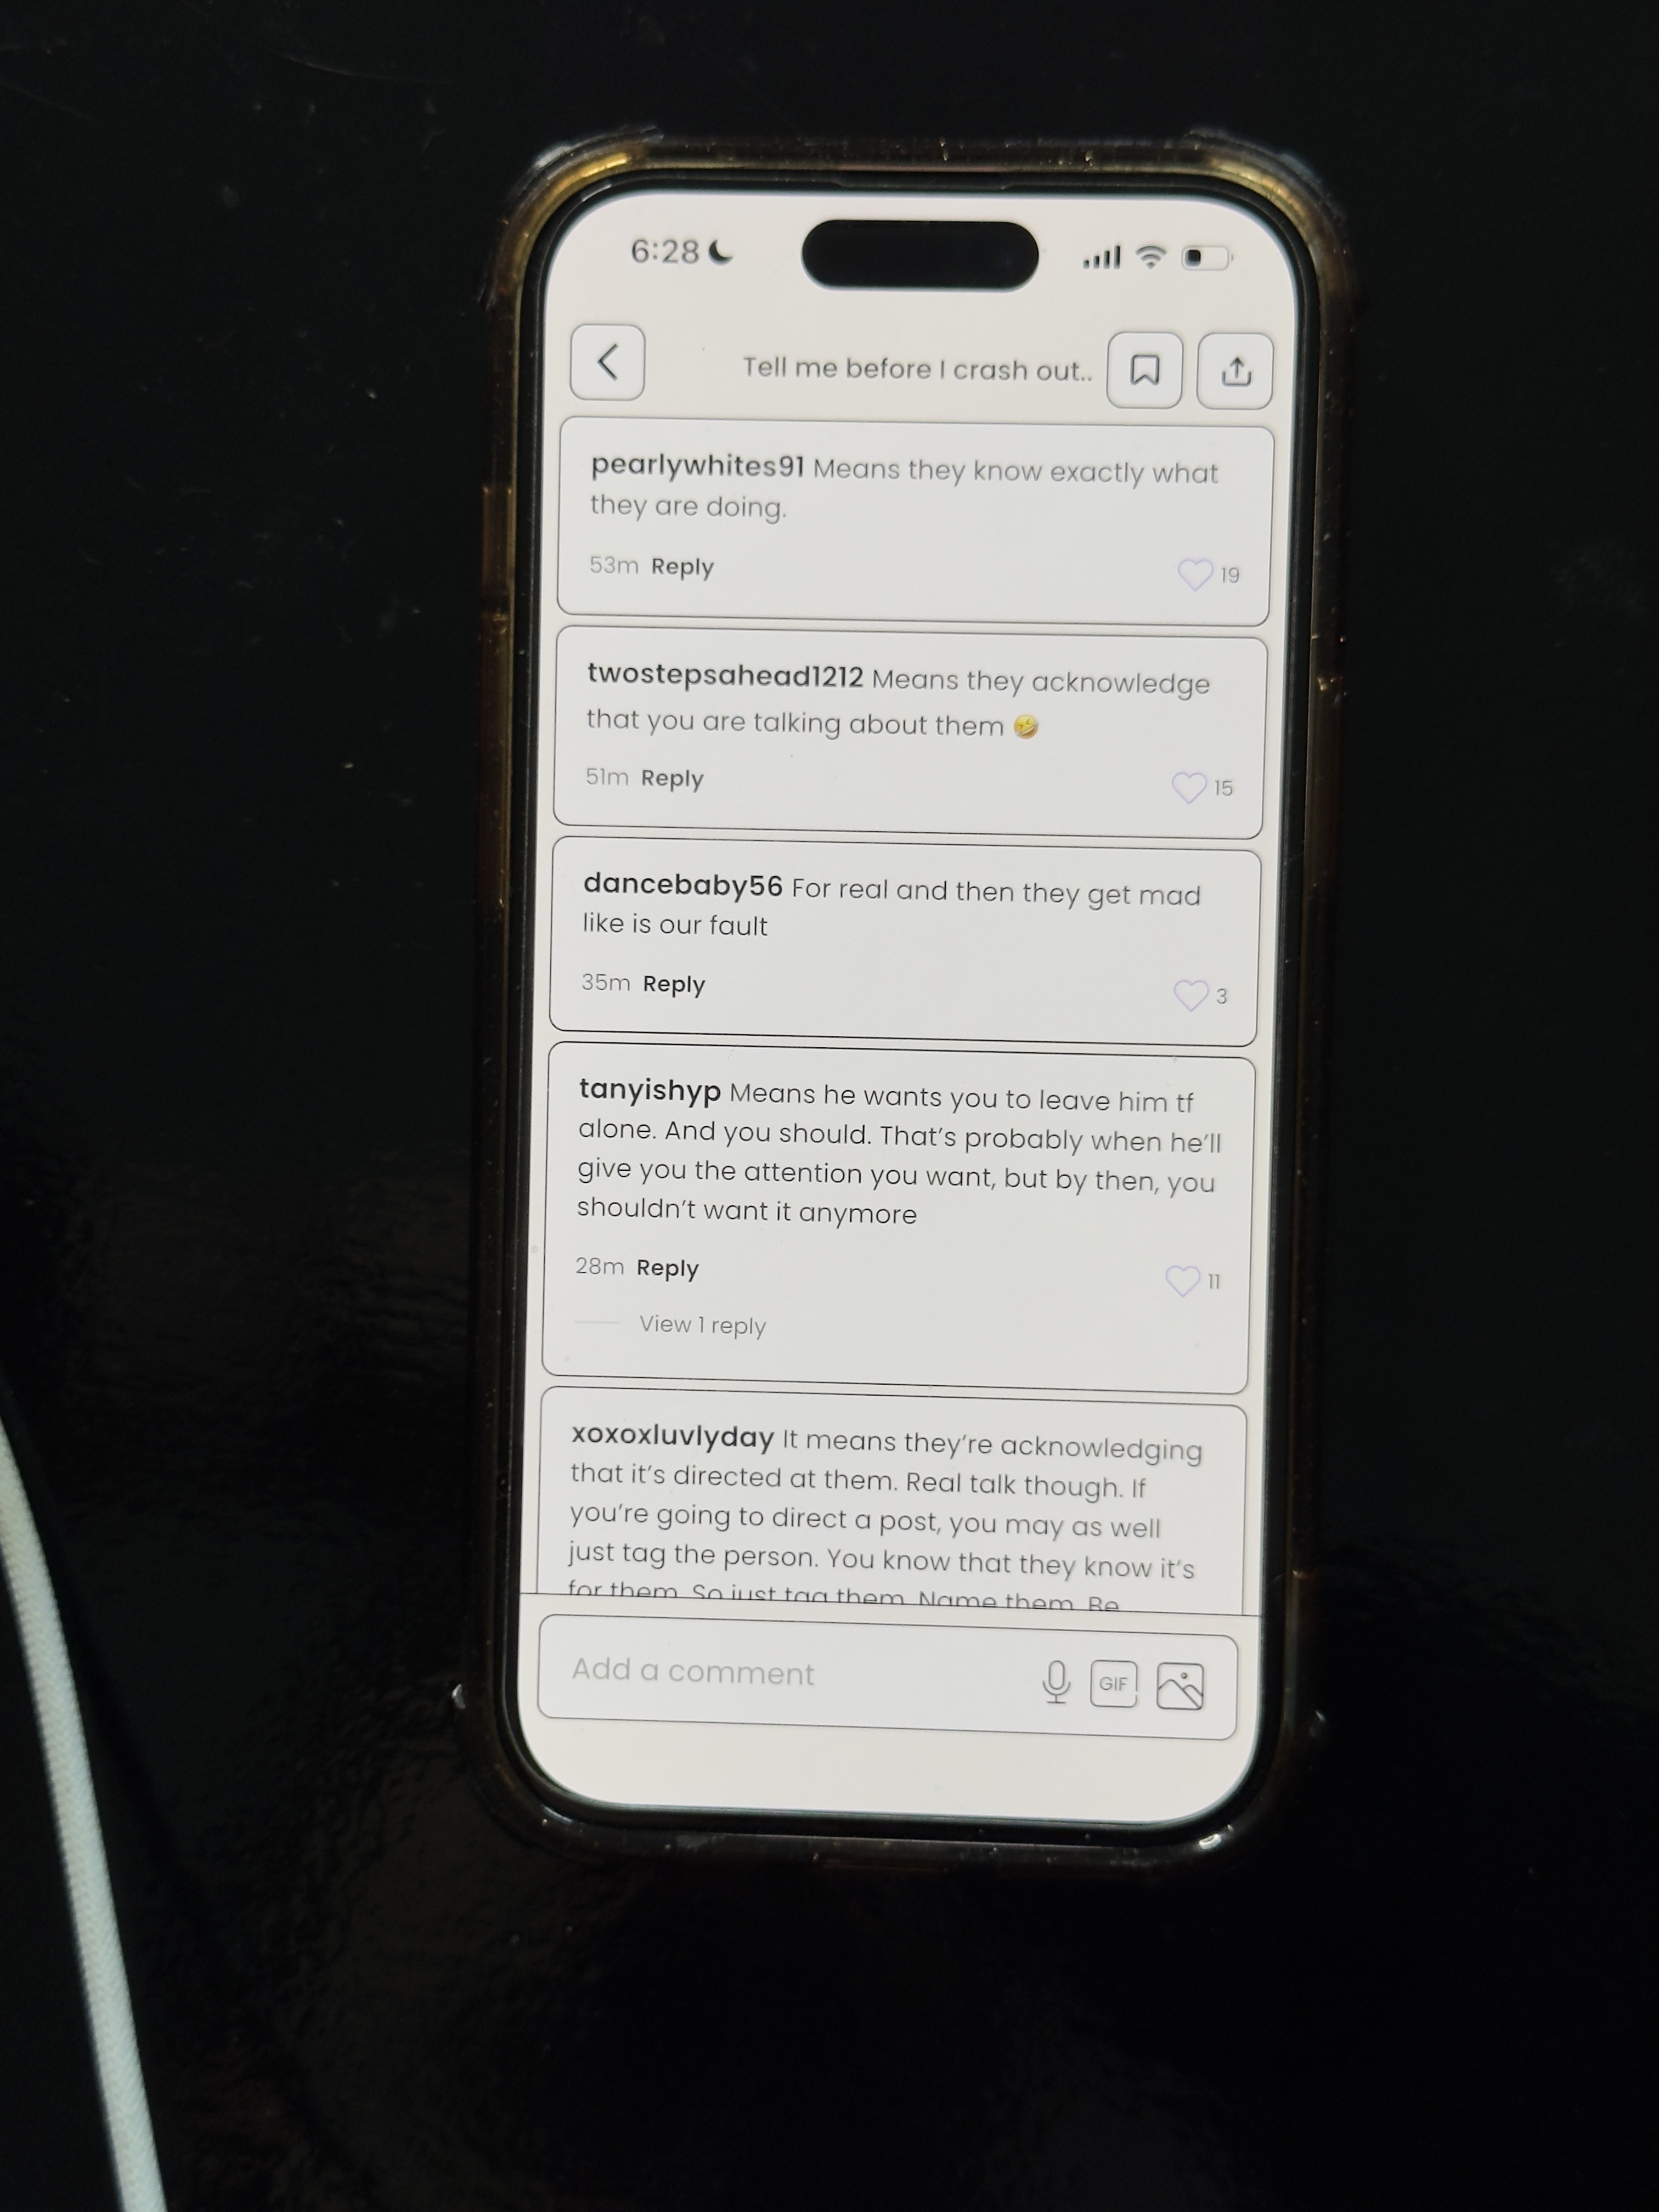 6:28
Tell me before I crash out..
pearlywhites91 Means they know exactly what
they are doing.
53m Reply
19
twostepsahead1212 Means they acknowledge
that you are talking about them 🤣
51m Reply
15
dancebaby56 For real and then they get mad
like is our fault
35m Reply
3
tanyishyp Means he wants you to leave him tf
alone. And you should. That's probably when he'll
give you the attention you want, but by then, you
shouldn't want it anymore
28m Reply
11
View 1 reply
xoxoxluvlyday It means they're acknowledging
that it's directed at them. Real talk though. If
you're going to direct a post, you may as well
just tag the person. You know that they know it's
for them. So just tag them. Name them. Be
Add a comment
GIF